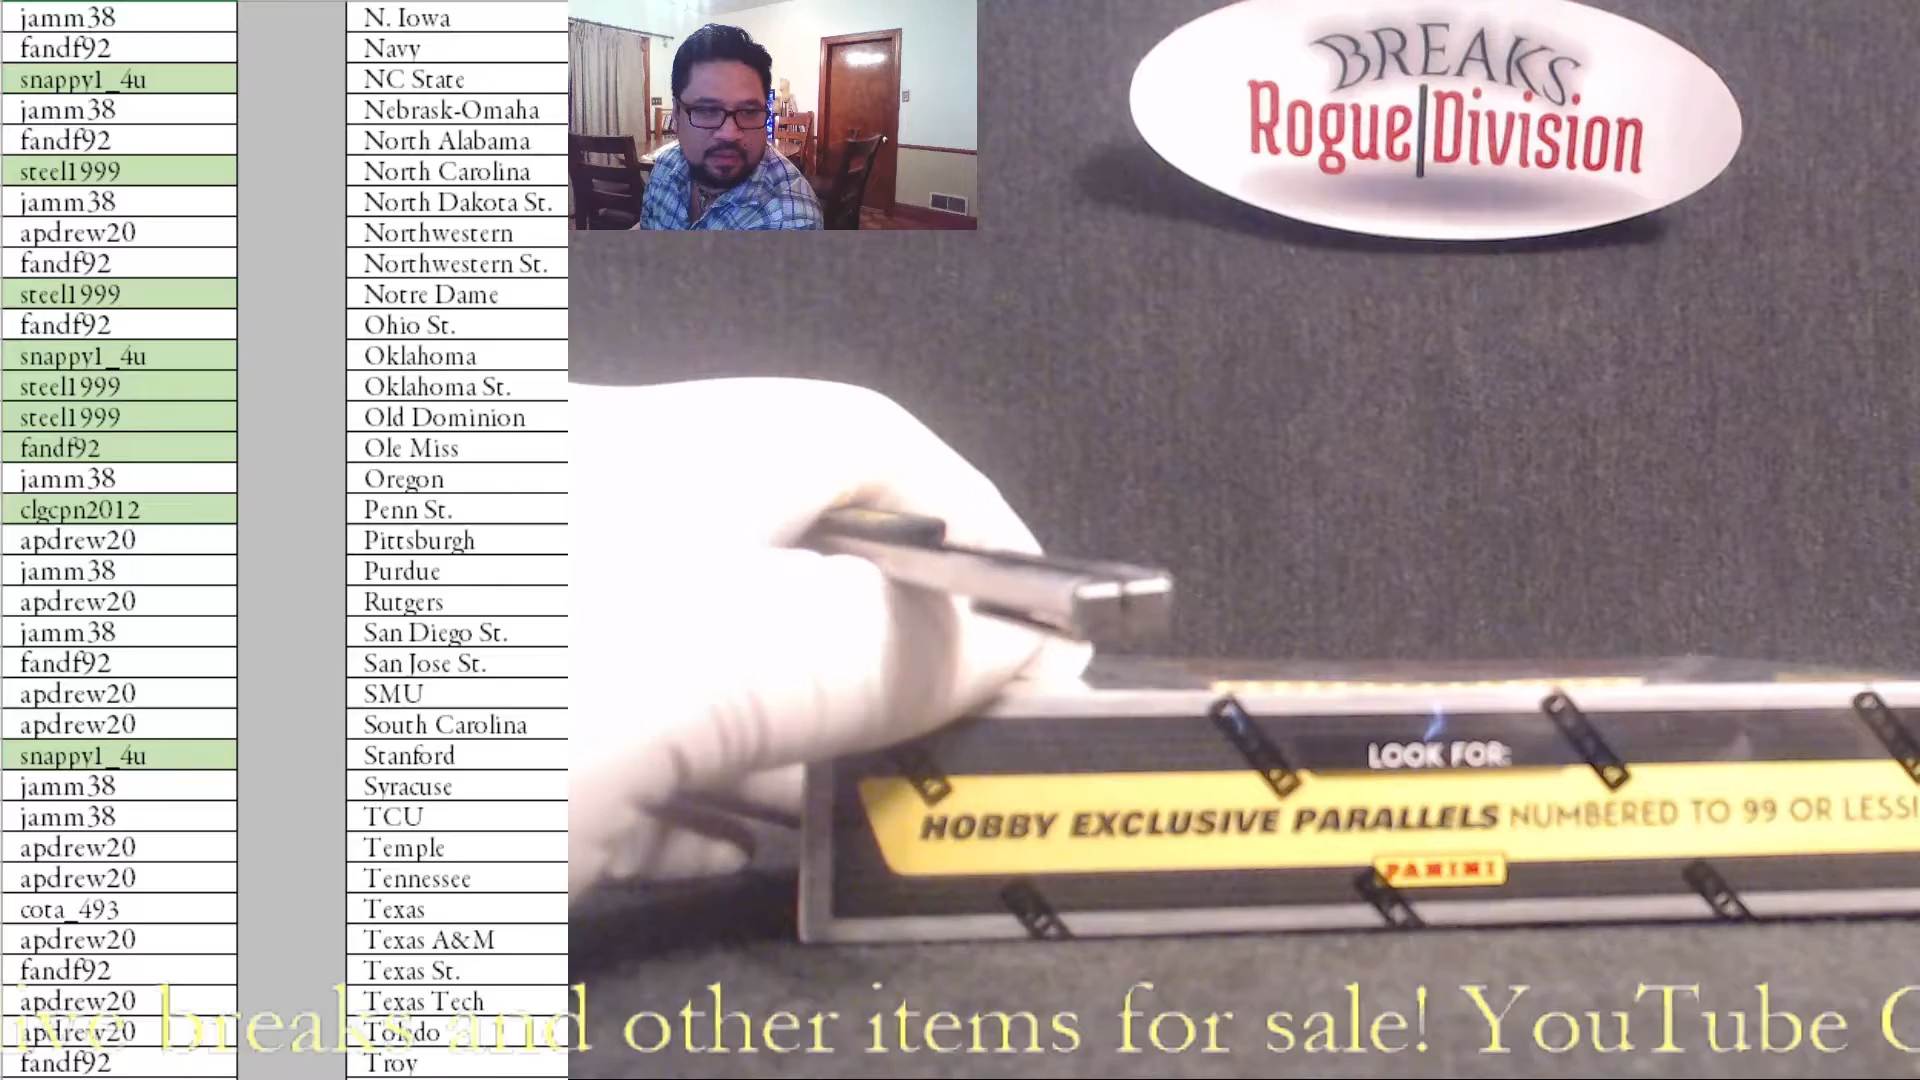 jamm38 N. Iowa
fandf92 Navy
snappy1_4u NC State
jamm38 Nebrask-Omaha
fandf92 North Alabama
steel1999 North Carolina
jamm38 North Dakota St.
apdrew20 Northwestern
fandf92 Northwestern St.
steel1999 Notre Dame
fandf92 Ohio St.
snappy1_4u Oklahoma
steel1999 Oklahoma St.
steel1999 Old Dominion
fandf92 Ole Miss
jamm38 Oregon
clgcpn2012 Penn St.
apdrew20 Pittsburgh
jamm38 Purdue
apdrew20 Rutgers
jamm38 San Diego St.
fandf92 San Jose St.
apdrew20 SMU
apdrew20 South Carolina
snappy1_4u Stanford
jamm38 Syracuse
jamm38 TCU
apdrew20 Temple
apdrew20 Tennessee
cota_493 Texas
apdrew20 Texas A&M
fandf92 Texas St.
apdrew20 Texas Tech
apdrew20 Toledo
fandf92 Troy
BREAKS
Rogue|Division
LOOK FOR:
HOBBY EXCLUSIVE PARALLELS NUMBERED TO 99 OR LESS!
PANINI
ive breaks and other items for sale! YouTube C